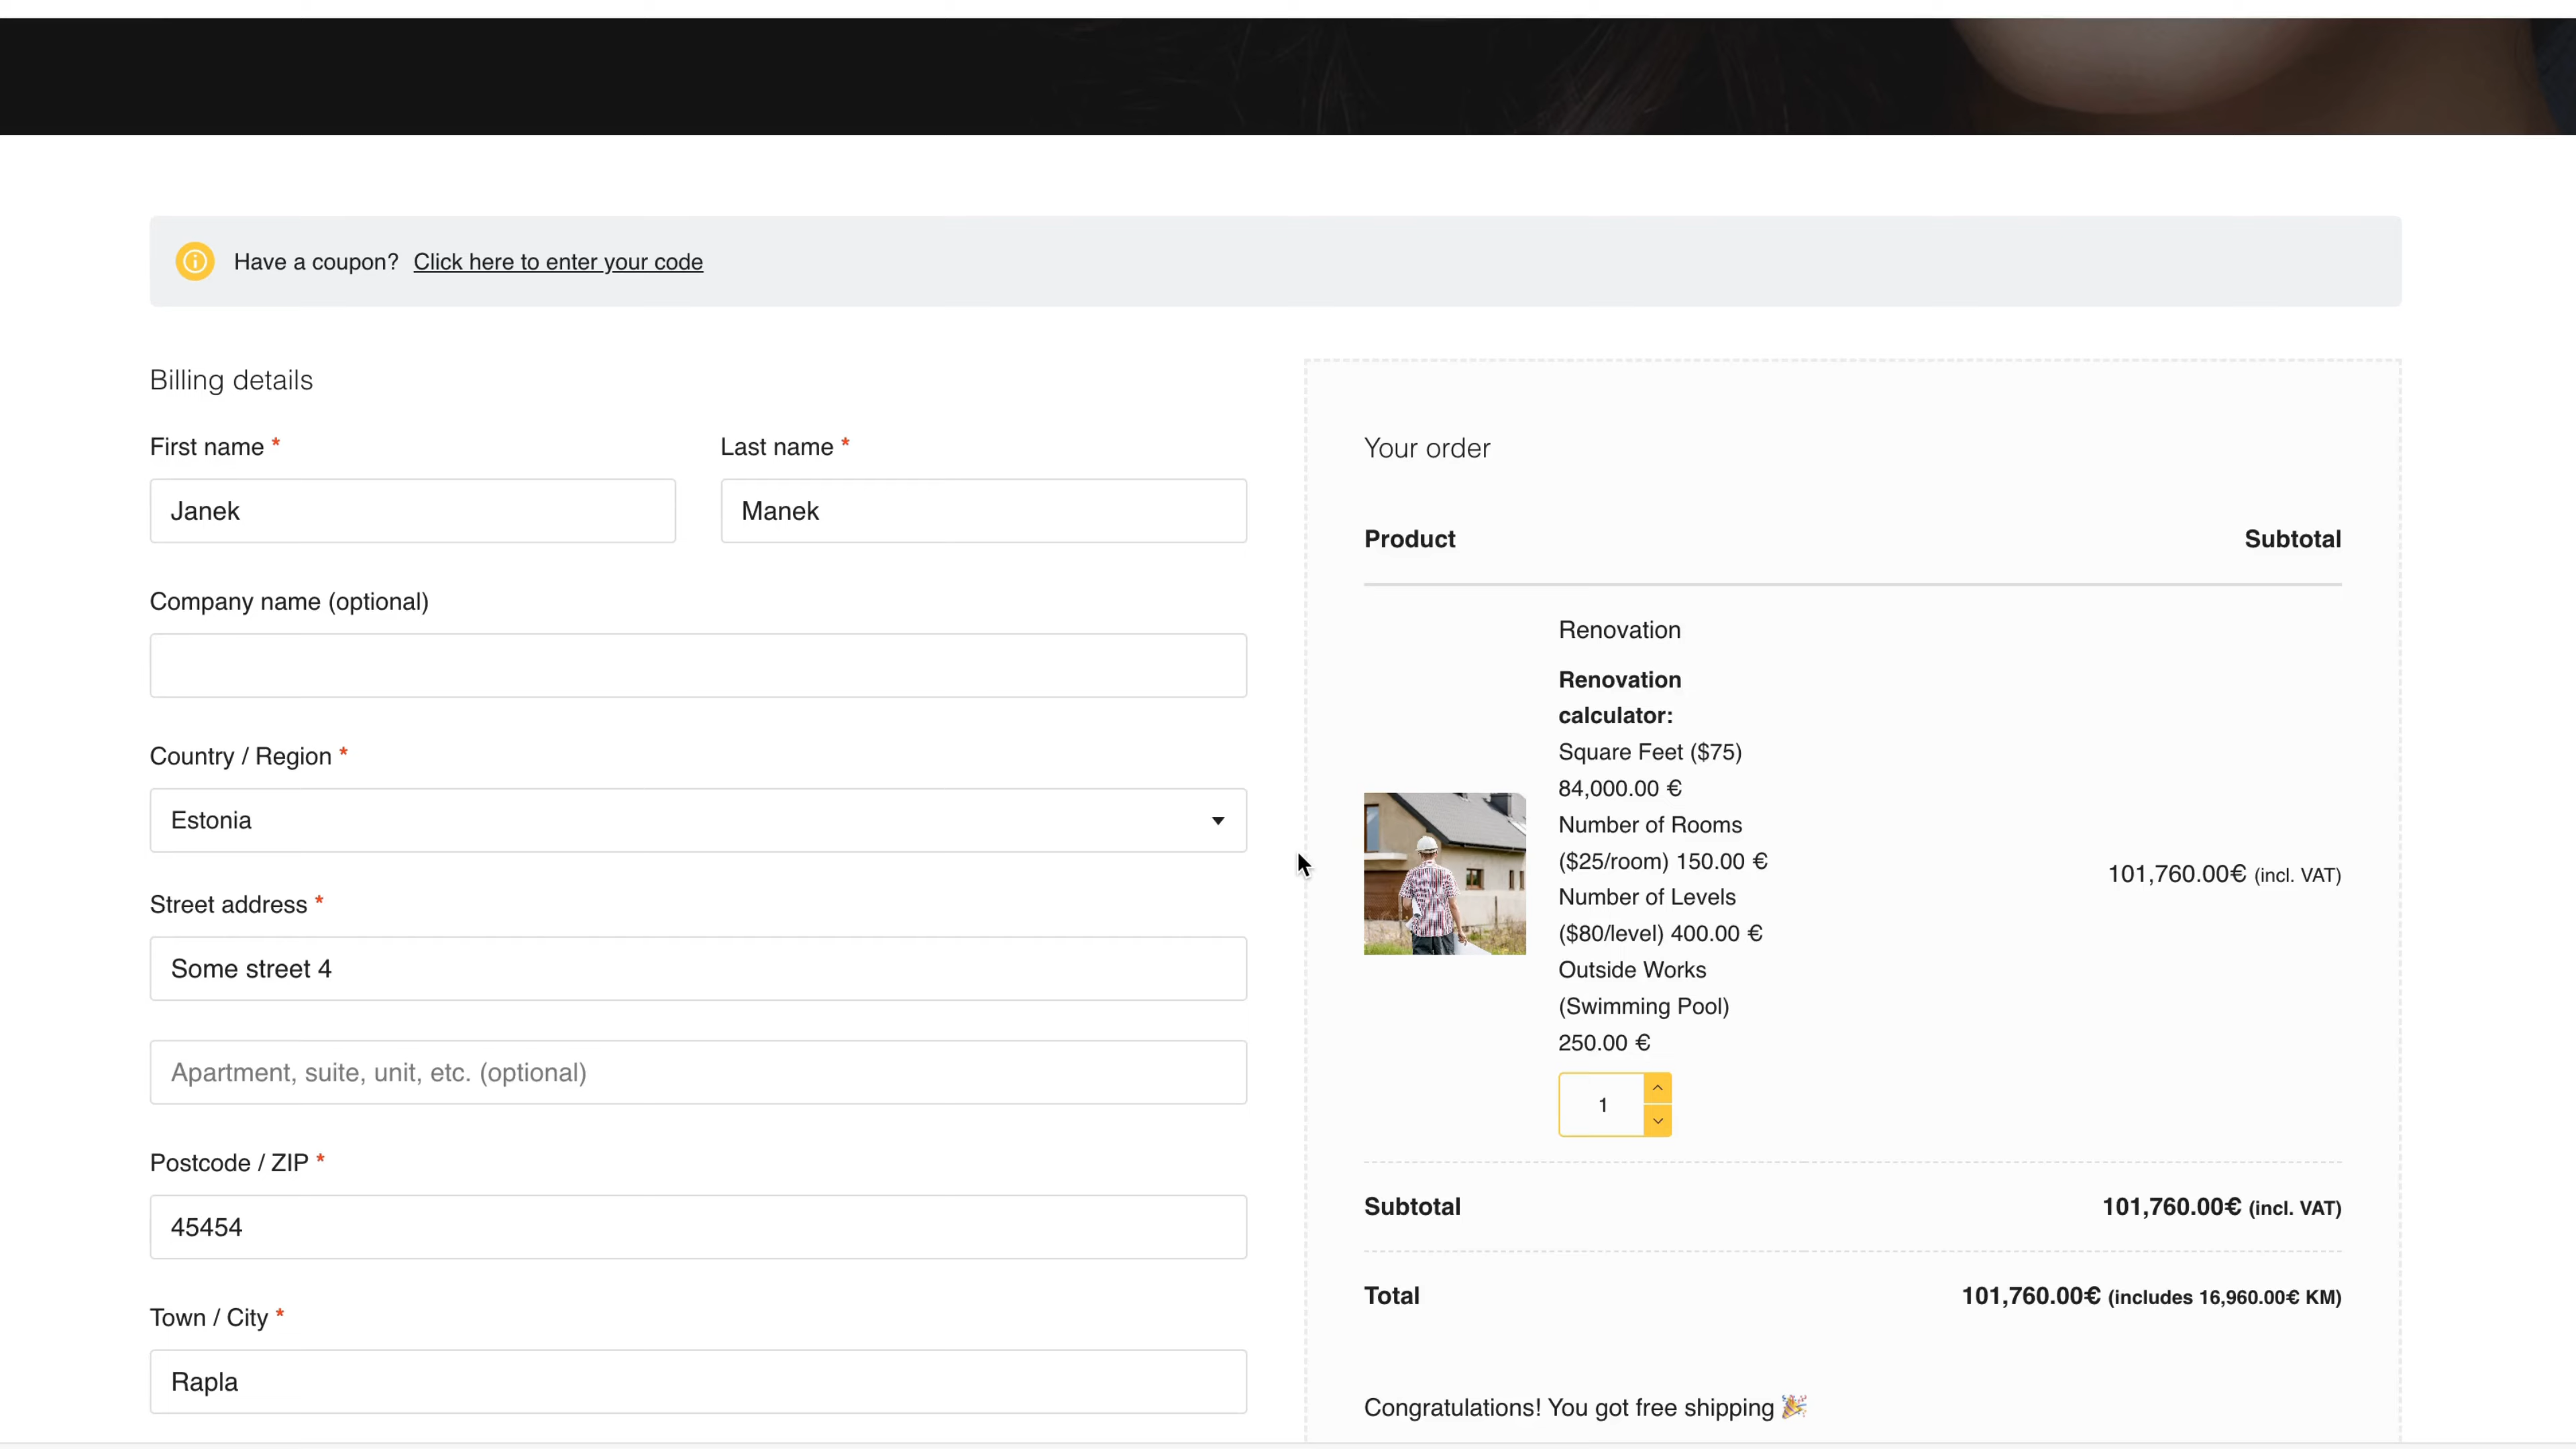 Have a coupon? Click here to enter your code
Billing details
First name *
Last name *
Janek
Manek
Company name (optional)
Country / Region *
Estonia
Street address *
Some street 4
Apartment, suite, unit, etc. (optional)
Postcode / ZIP *
45454
Town / City *
Rapla
Your order
Product
Subtotal
Renovation
Renovation
calculator:
Square Feet ($75)
84,000.00 €
Number of Rooms
($25/room) 150.00 €
Number of Levels
($80/level) 400.00 €
Outside Works
(Swimming Pool)
250.00 €
1
101,760.00€ (incl. VAT)
Subtotal
101,760.00€ (incl. VAT)
Total
101,760.00€ (includes 16,960.00€ KM)
Congratulations! You got free shipping 🎉